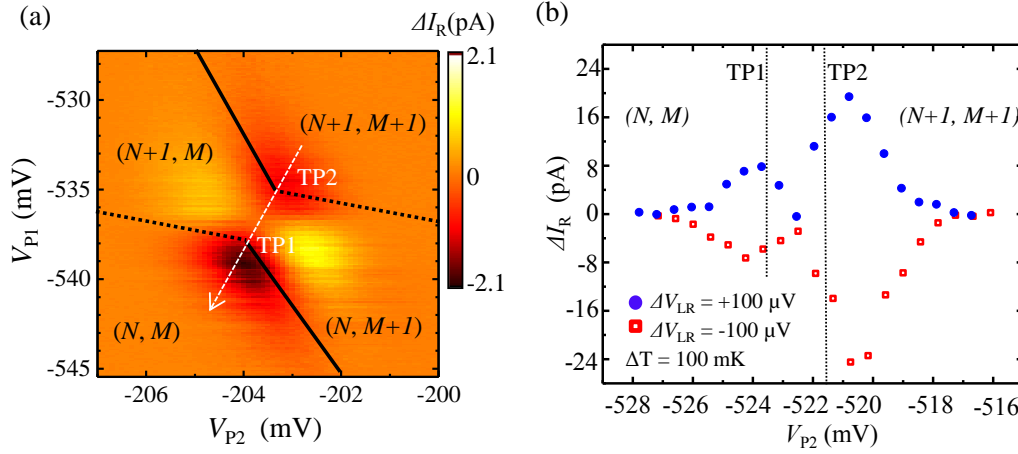 (a)
ΔI_R(pA)
2.1
0
-2.1
-530
-535
-540
-545
V_P1 (mV)
(N+1, M+1)
(N+1, M)
TP2
TP1
(N, M)
(N, M+1)
-206
-204
-202
-200
V_P2 (mV)
(b)
24
16
8
0
-8
-16
-24
ΔI_R (pA)
TP1
TP2
(N, M)
(N+1, M+1)
ΔV_LR = +100 µV
ΔV_LR = -100 µV
ΔT = 100 mK
-528
-526
-524
-522
-520
-518
-516
V_P2 (mV)